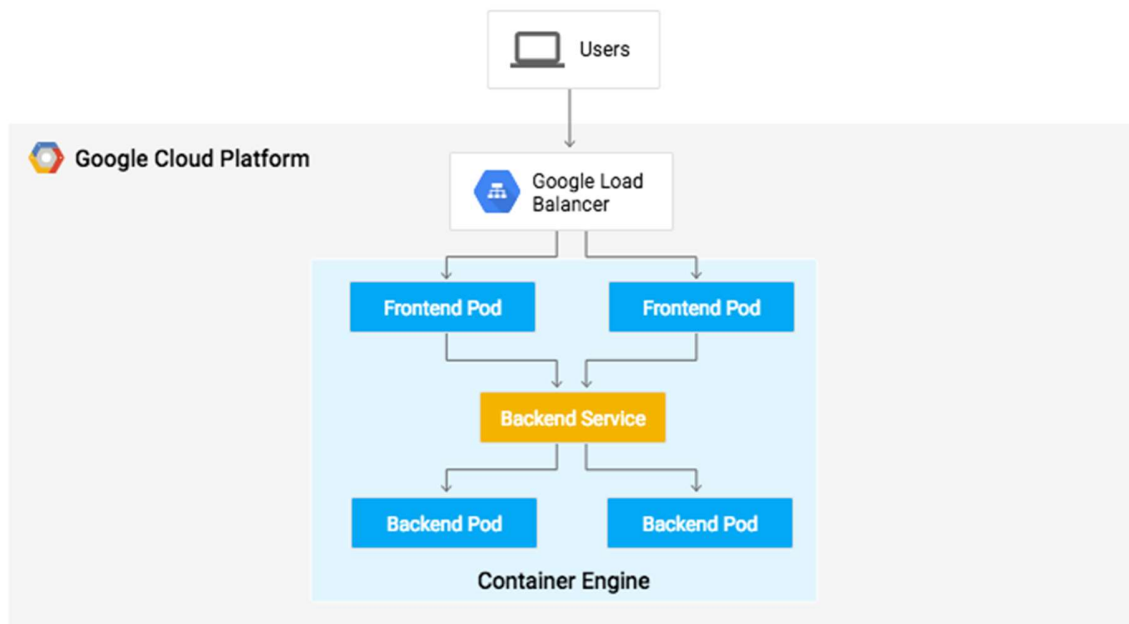 Users
Google Cloud Platform
Google Load
Balancer
Frontend Pod
Frontend Pod
Backend Service
Backend Pod
Backend Pod
Container Engine